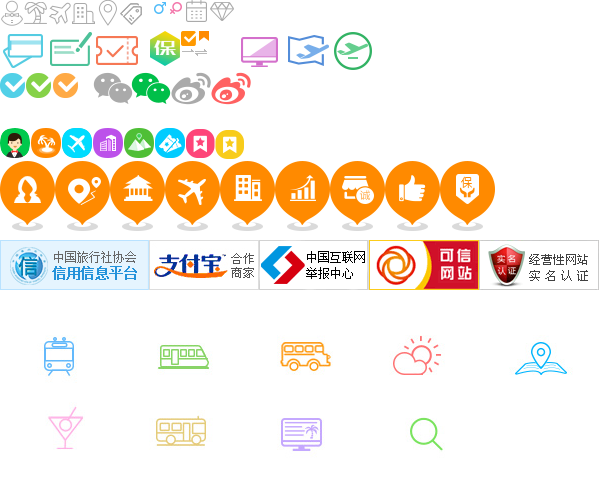 保
诚
保
信
中国旅行社协会
信用信息平台
支付宝™
合作
商家
中国互联网
举报中心
可信
网站
实名
认证
经营性网站
实名认证